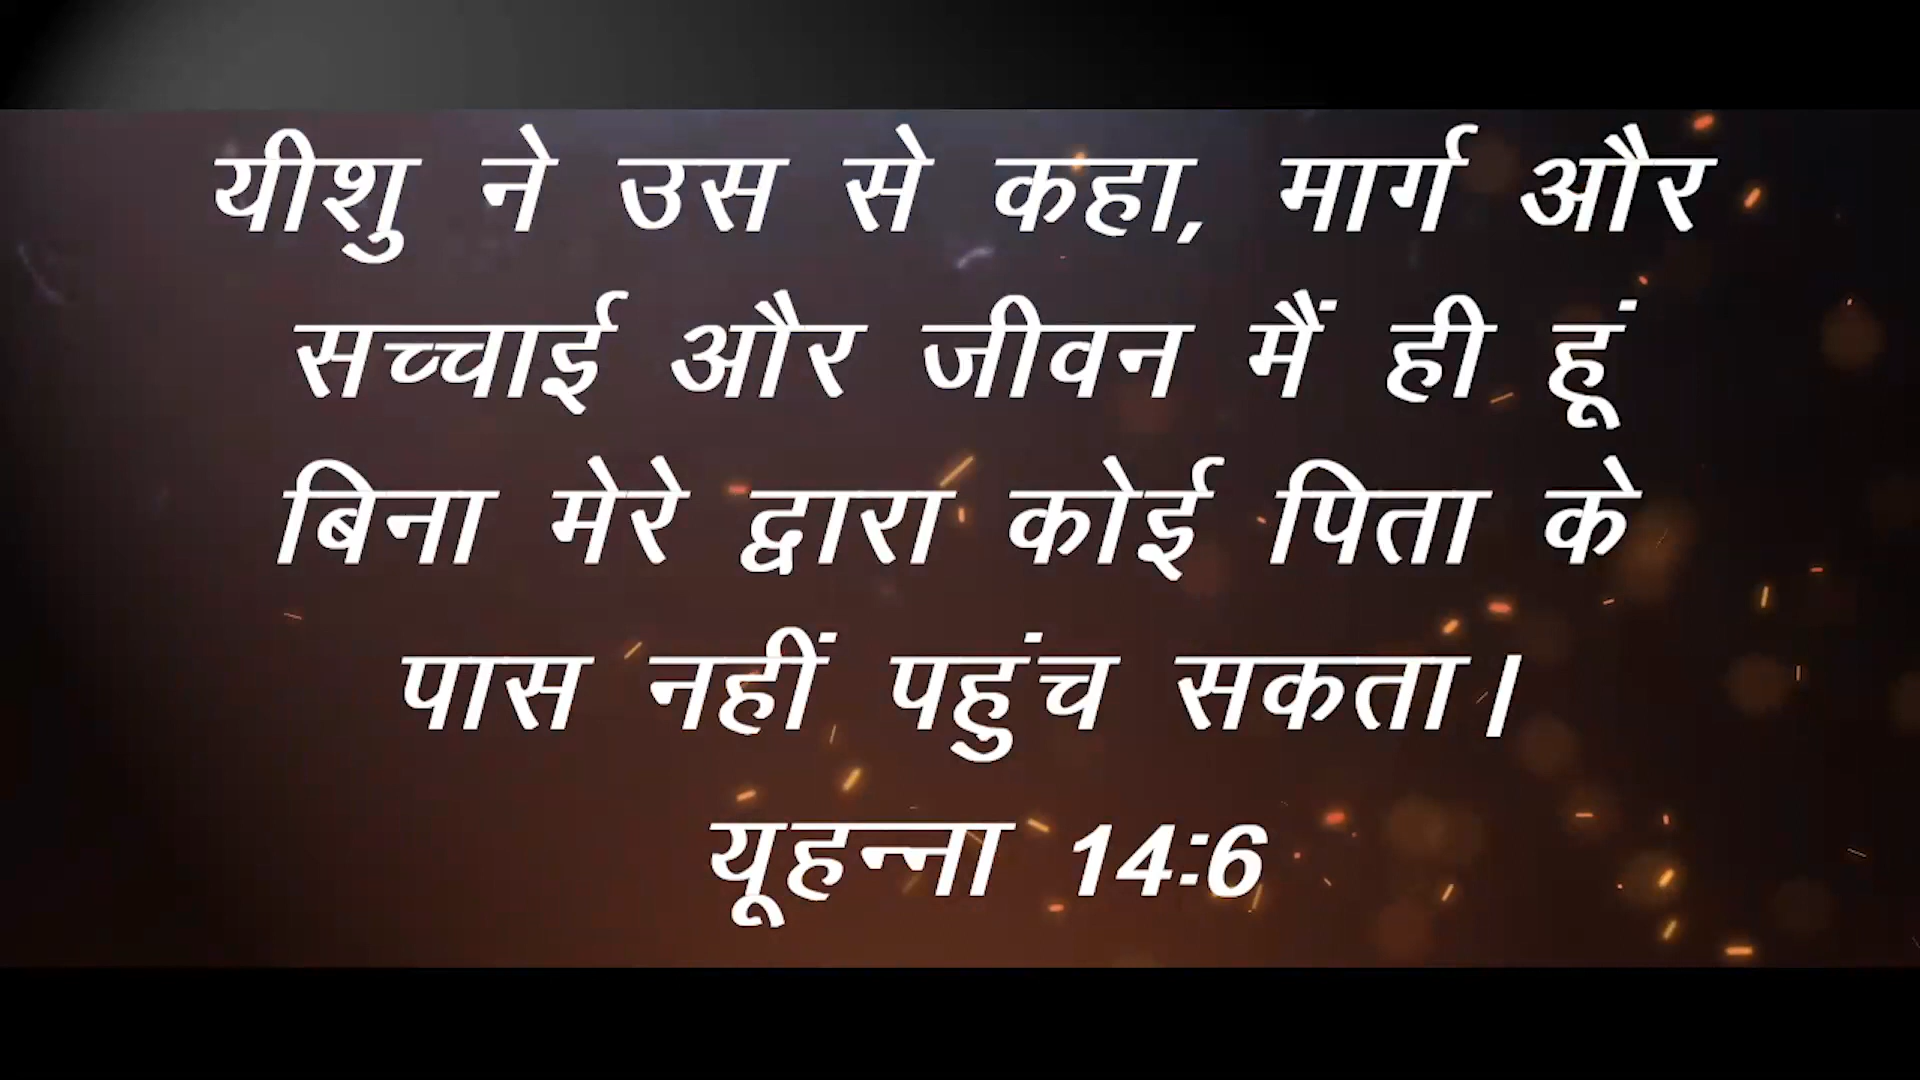 यीशु ने उस से कहा, मार्ग और
सच्चाई और जीवन मैं ही हूं
बिना मेरे द्वारा कोई पिता के
पास नहीं पहुंच सकता।
यूहन्ना 14:6